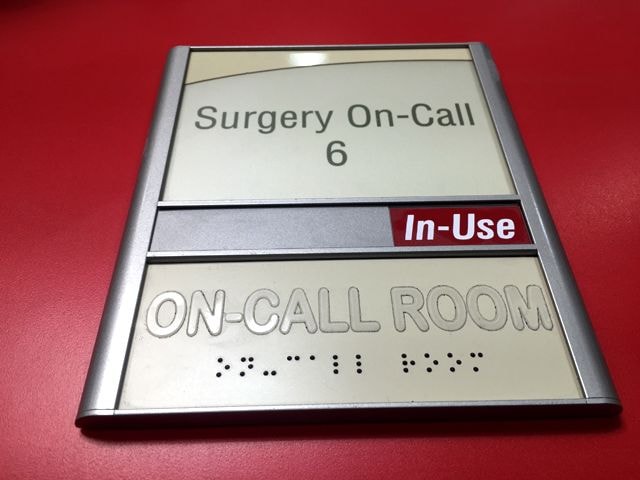 Surgery On-Call
6
In-Use
ON-CALL ROOM
⠕⠝⠤⠉⠁⠇⠇ ⠗⠕⠕⠍